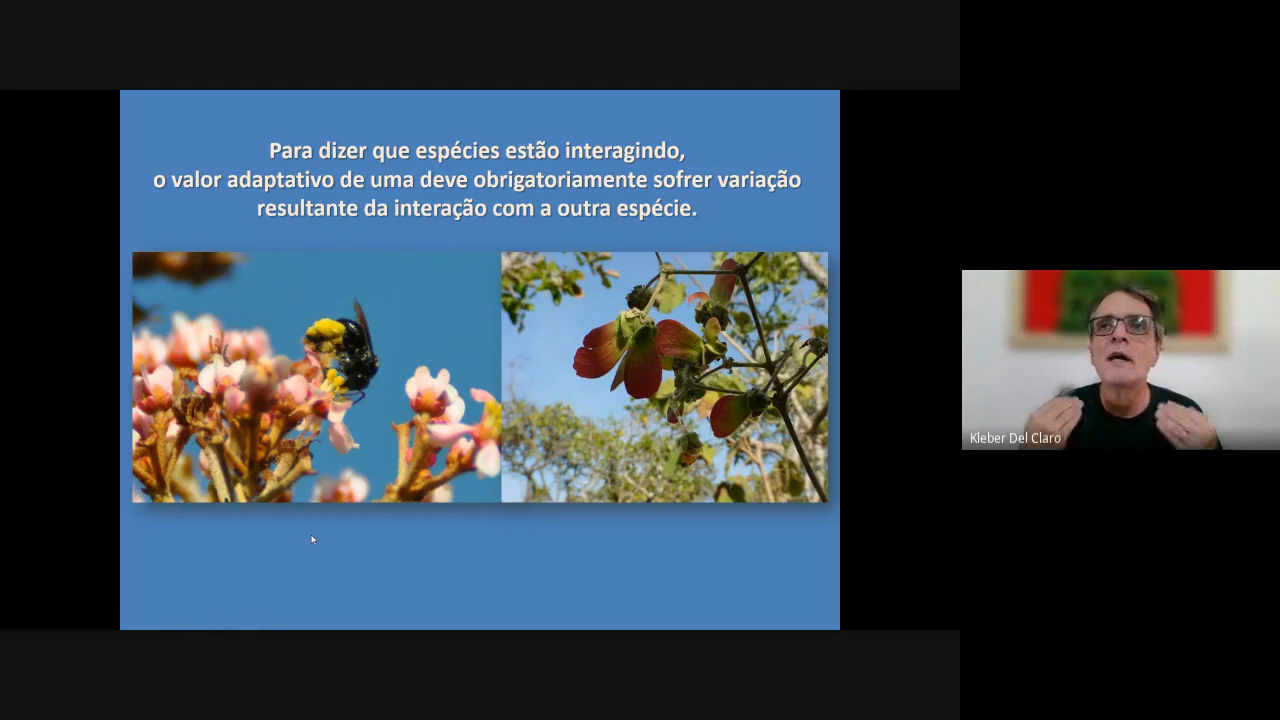 Para dizer que espécies estão interagindo,
o valor adaptativo de uma deve obrigatoriamente sofrer variação
resultante da interação com a outra espécie.
Kleber Del Claro